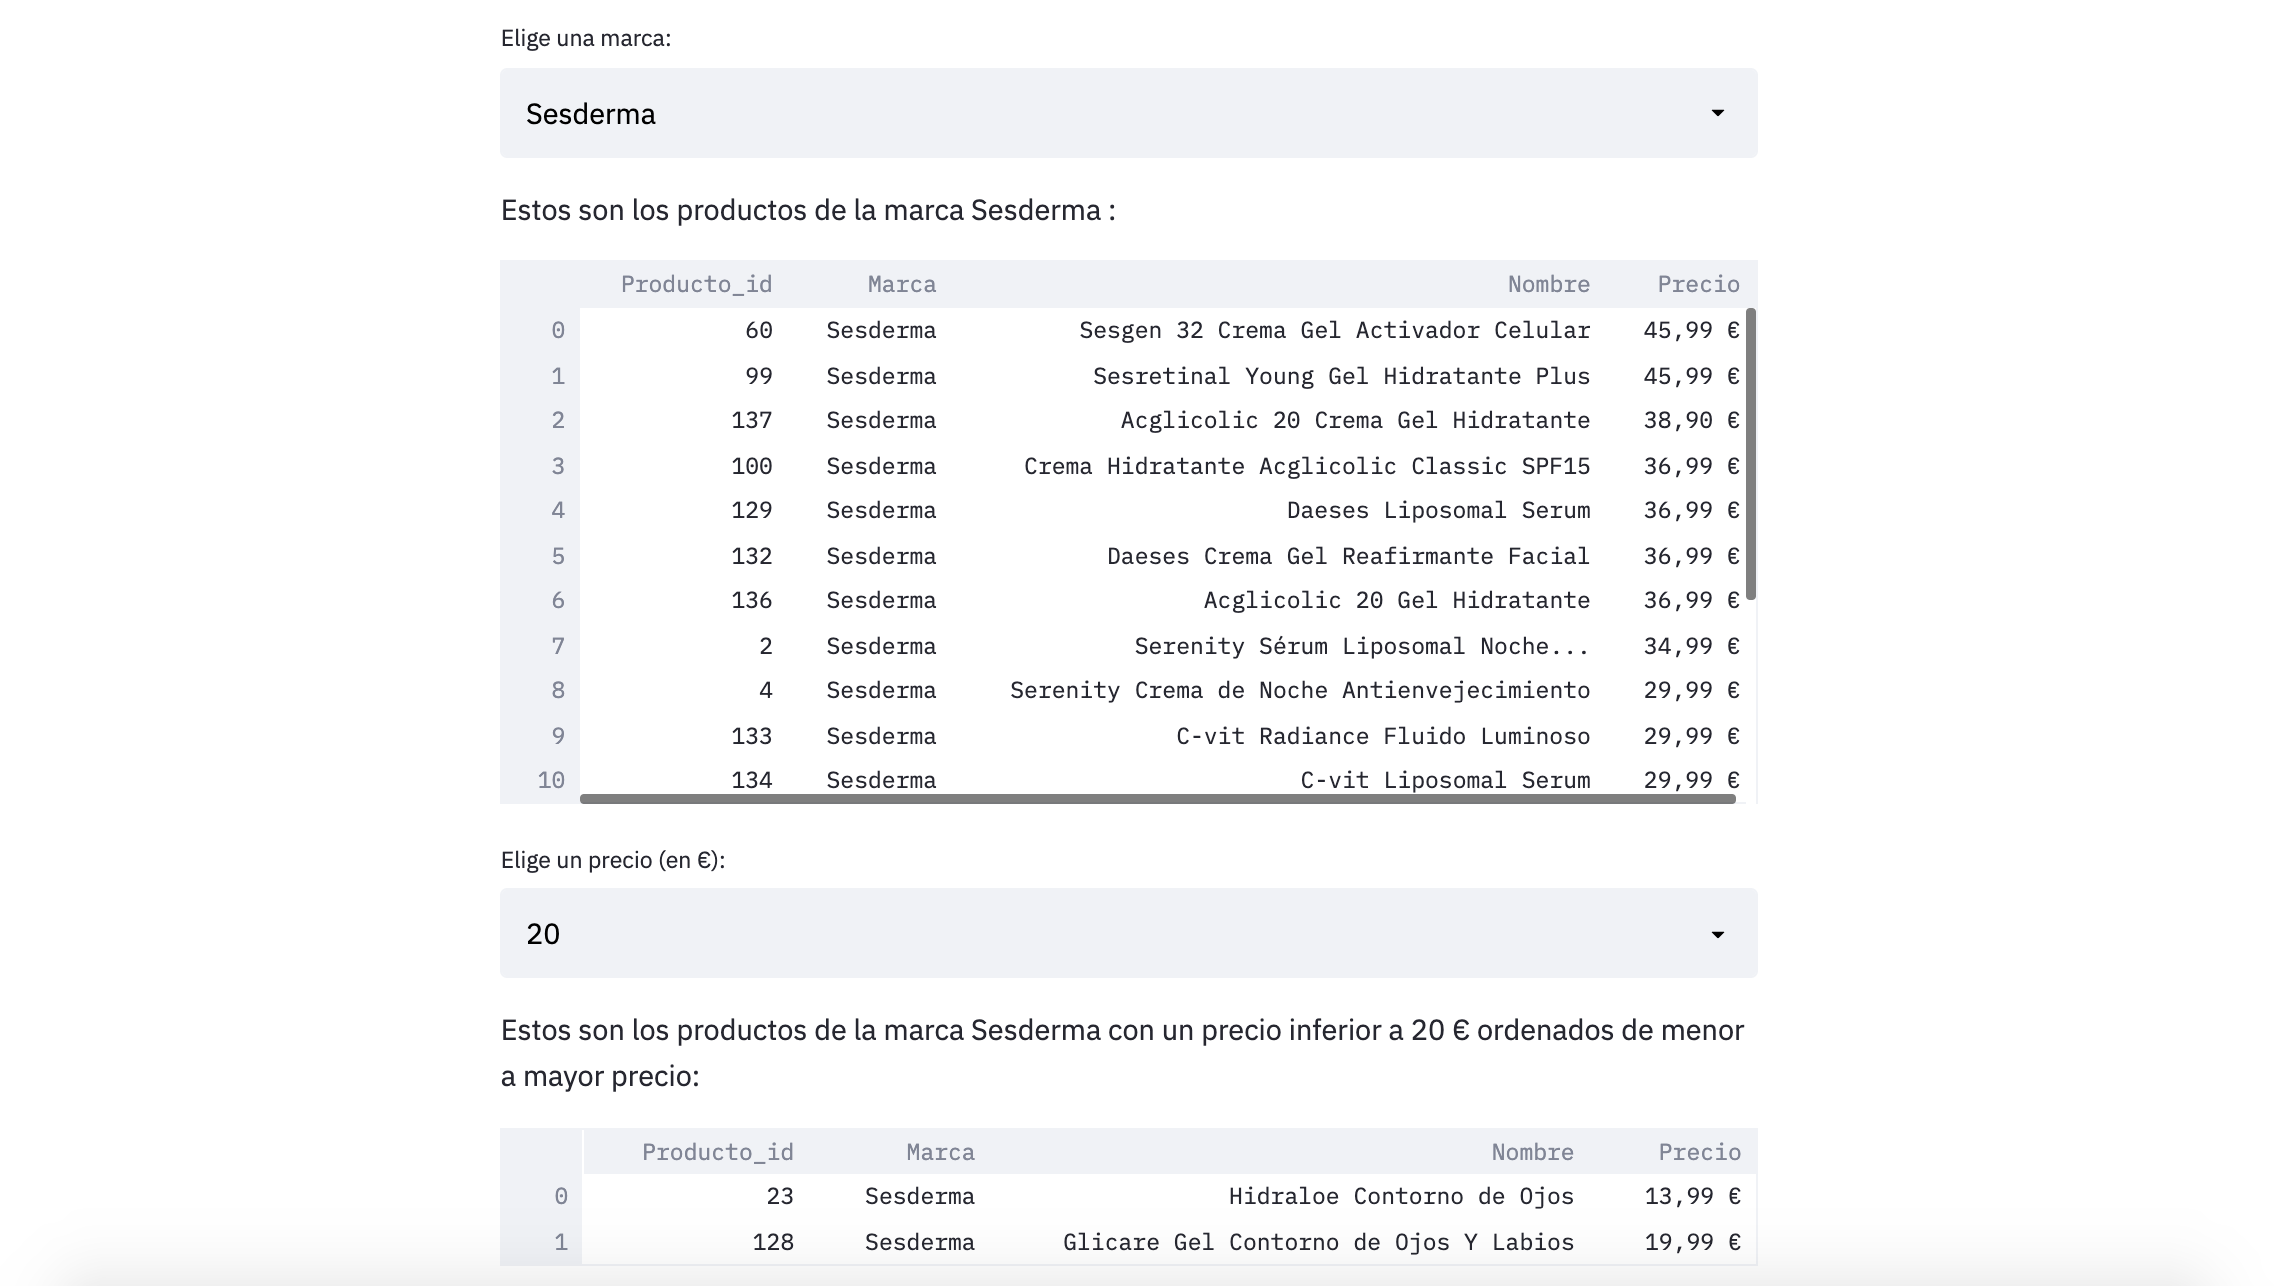 Elige una marca:
Sesderma
Estos son los productos de la marca Sesderma :
Producto_id Marca Nombre Precio
0 60 Sesderma Sesgen 32 Crema Gel Activador Celular 45,99 €
1 99 Sesderma Sesretinal Young Gel Hidratante Plus 45,99 €
2 137 Sesderma Acglicolic 20 Crema Gel Hidratante 38,90 €
3 100 Sesderma Crema Hidratante Acglicolic Classic SPF15 36,99 €
4 129 Sesderma Daeses Liposomal Serum 36,99 €
5 132 Sesderma Daeses Crema Gel Reafirmante Facial 36,99 €
6 136 Sesderma Acglicolic 20 Gel Hidratante 36,99 €
7 2 Sesderma Serenity Sérum Liposomal Noche... 34,99 €
8 4 Sesderma Serenity Crema de Noche Antienvejecimiento 29,99 €
9 133 Sesderma C-vit Radiance Fluido Luminoso 29,99 €
10 134 Sesderma C-vit Liposomal Serum 29,99 €
Elige un precio (en €):
20
Estos son los productos de la marca Sesderma con un precio inferior a 20 € ordenados de menor
a mayor precio:
Producto_id Marca Nombre Precio
0 23 Sesderma Hidraloe Contorno de Ojos 13,99 €
1 128 Sesderma Glicare Gel Contorno de Ojos Y Labios 19,99 €